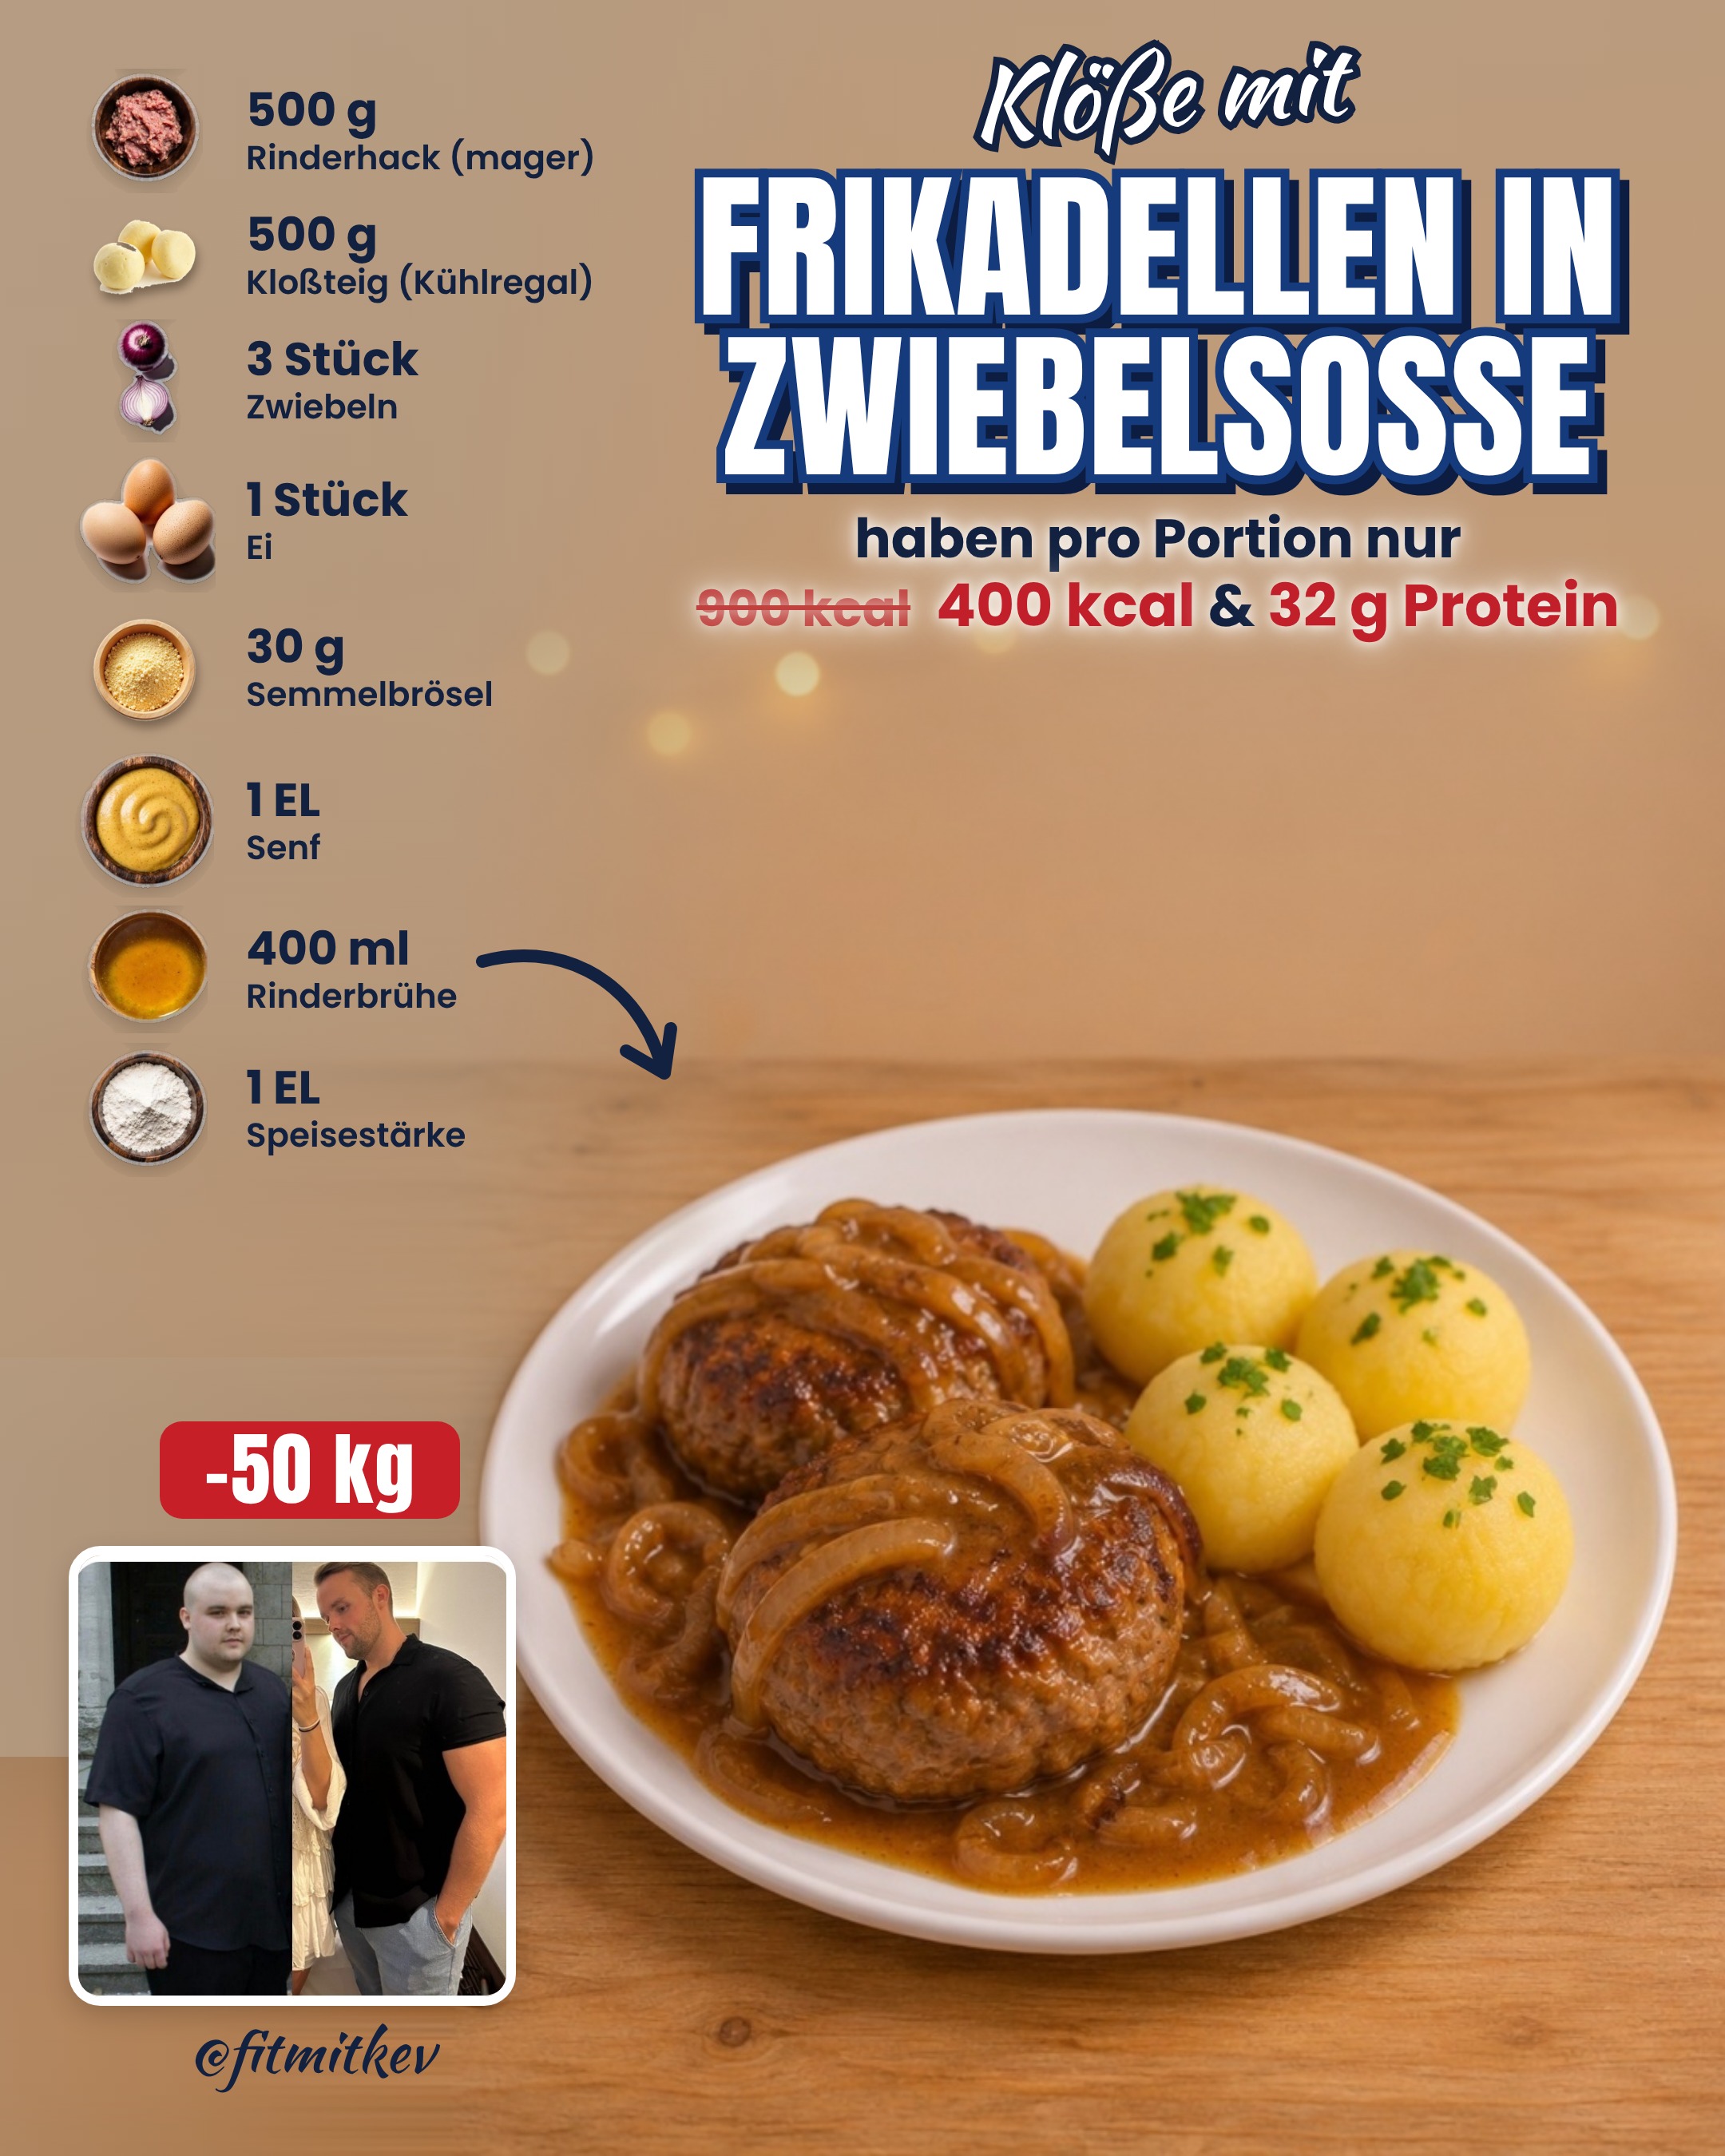 Klöße mit
FRIKADELLEN IN
ZWIEBELSOSSE
haben pro Portion nur
900 kcal 400 kcal & 32 g Protein
500 g
Rinderhack (mager)
500 g
Kloßteig (Kühlregal)
3 Stück
Zwiebeln
1 Stück
Ei
30 g
Semmelbrösel
1 EL
Senf
400 ml
Rinderbrühe
1 EL
Speisestärke
-50 kg
@fitmitkev